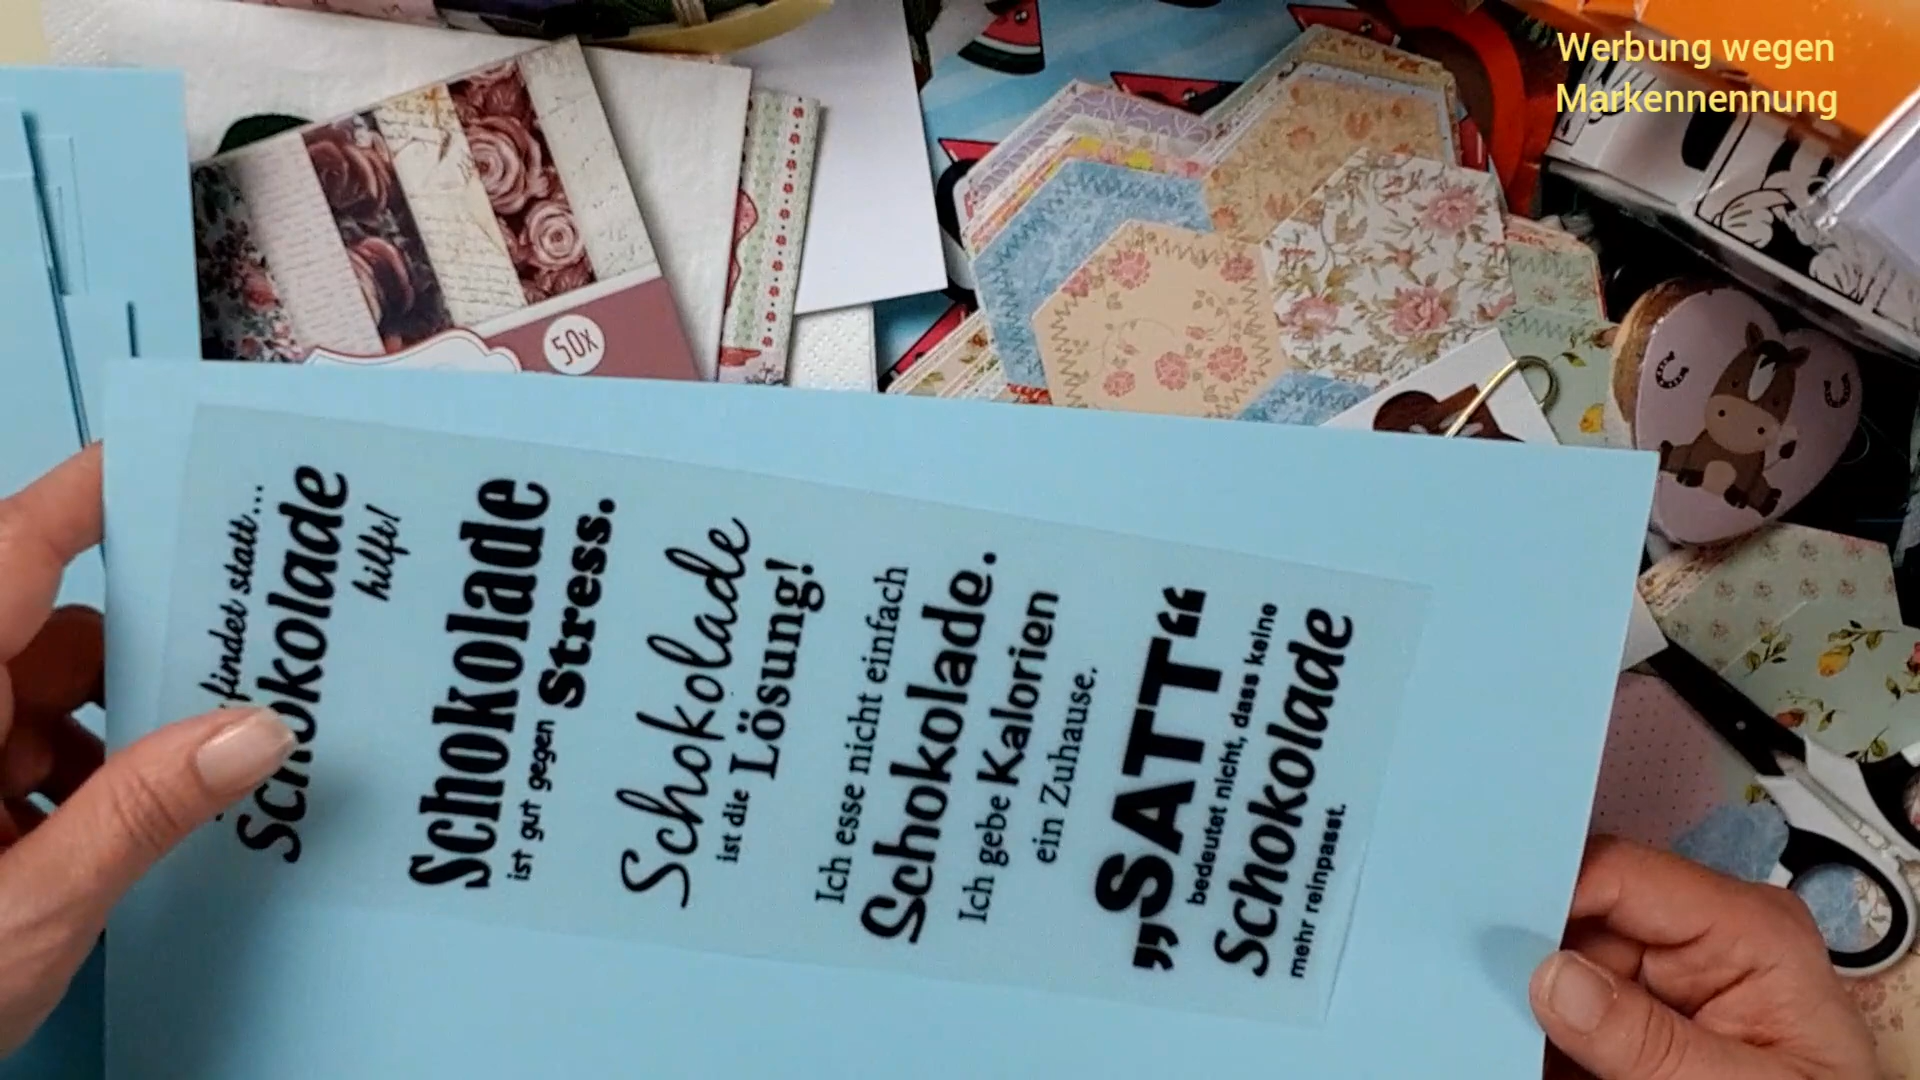 Werbung wegen
Markennennung
50X
findet statt...
Schokolade
hilft!
Schokolade
ist gut gegen Stress.
Schokolade
ist die Lösung!
Ich esse nicht einfach
Schokolade.
Ich gebe Kalorien
ein Zuhause.
„SATT“
bedeutet nicht, dass keine
Schokolade
mehr reinpasst.